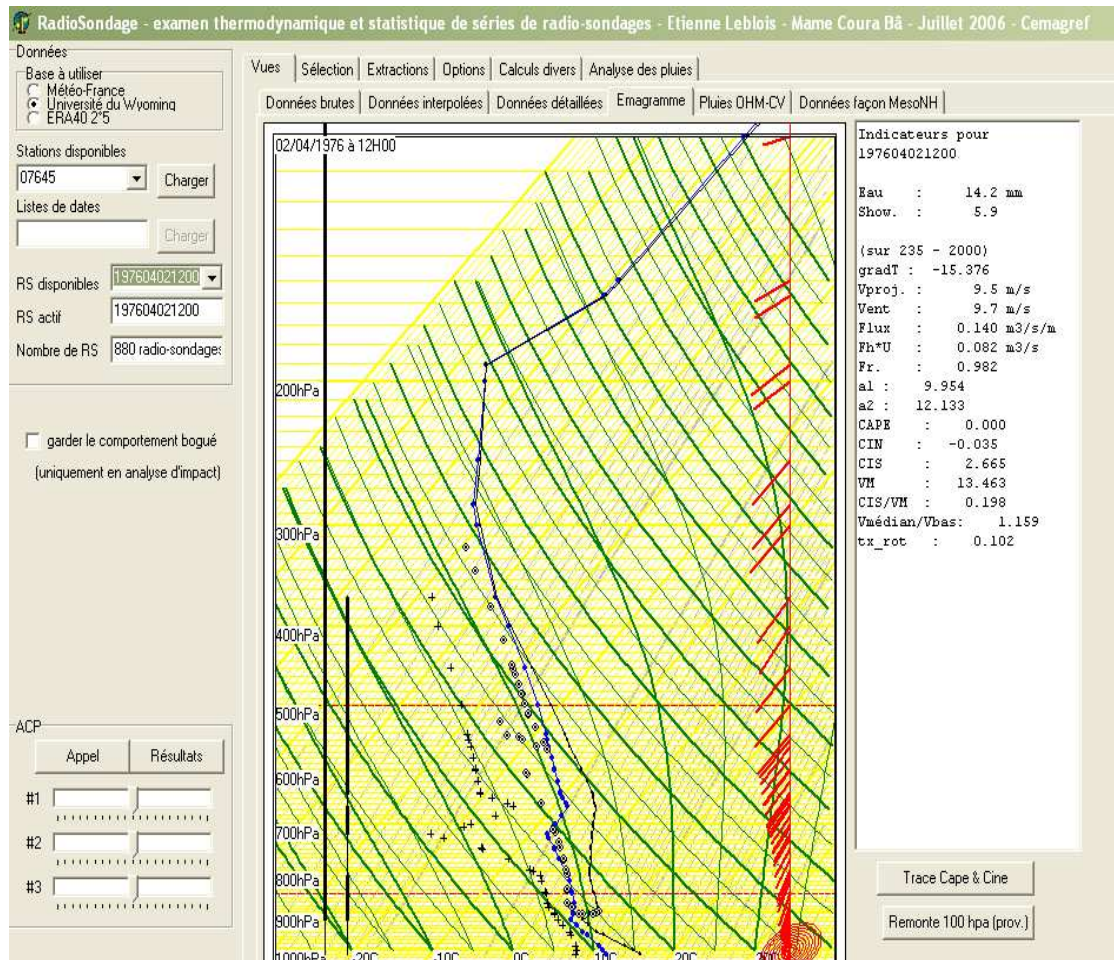 RadioSondage - examen thermodynamique et statistique de séries de radio-sondages - Etienne Leblois - Mame Coura Bâ - Juillet 2006 - Cemagref
Données
Base à utiliser
Météo-France
Université du Wyoming
ERA40 2*5
Stations disponibles
07645
Charger
Listes de dates
Charger
RS disponibles
197604021200
RS actif
197604021200
Nombre de RS
880 radio-sondages
garder le comportement bogué
(uniquement en analyse d'impact)
ACP
Appel
Résultats
#1
#2
#3
Vues
Sélection
Extractions
Options
Calculs divers
Analyse des pluies
Données brutes
Données interpolées
Données détaillées
Emagramme
Pluies OHM-CV
Données façon MesoNH
02/04/1976 à 12H00
200hPa
300hPa
400hPa
500hPa
600hPa
700hPa
800hPa
900hPa
1000hPa
-20C
-10C
0C
10C
20C
Indicateurs pour
197604021200
Eau : 14.2 mm
Show. : 5.9
(sur 235 - 2000)
gradT : -15.376
Vproj. : 9.5 m/s
Vent : 9.7 m/s
Flux : 0.140 m3/s/m
Fh*U : 0.082 m3/s
Fr. : 0.982
a1 : 9.954
a2 : 12.133
CAPE : 0.000
CIN : -0.035
CIS : 2.665
VM : 13.463
CIS/VM : 0.198
Vmédian/Vbas: 1.159
tx_rot : 0.102
Trace Cape & Cine
Remonte 100 hpa (prov.)